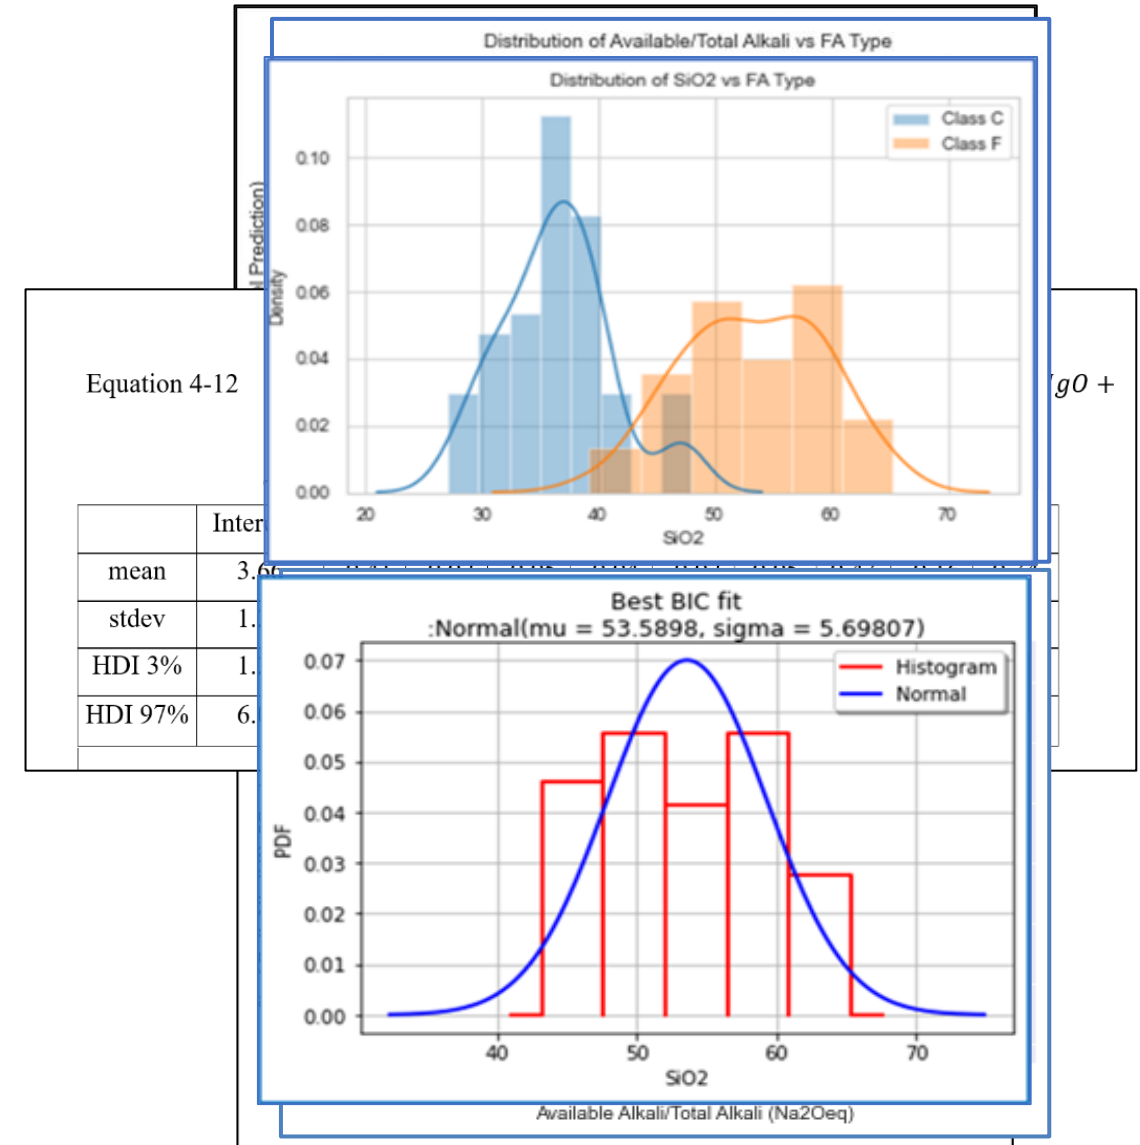 Distribution of Available/Total Alkali vs FA Type
Distribution of SiO2 vs FA Type
Class C
Class F
0.10
0.08
0.06
0.04
0.02
0.00
Prediction)
Density
20 30 40 50 60 70
SiO2
Equation 4-12
gO +
mean
stdev
HDI 3%
HDI 97%
Best BIC fit
:Normal(mu = 53.5898, sigma = 5.69807)
Histogram
Normal
0.07
0.06
0.05
0.04
0.03
0.02
0.01
0.00
PDF
40 50 60 70
SiO2
Available Alkali/Total Alkali (Na2Oeq)